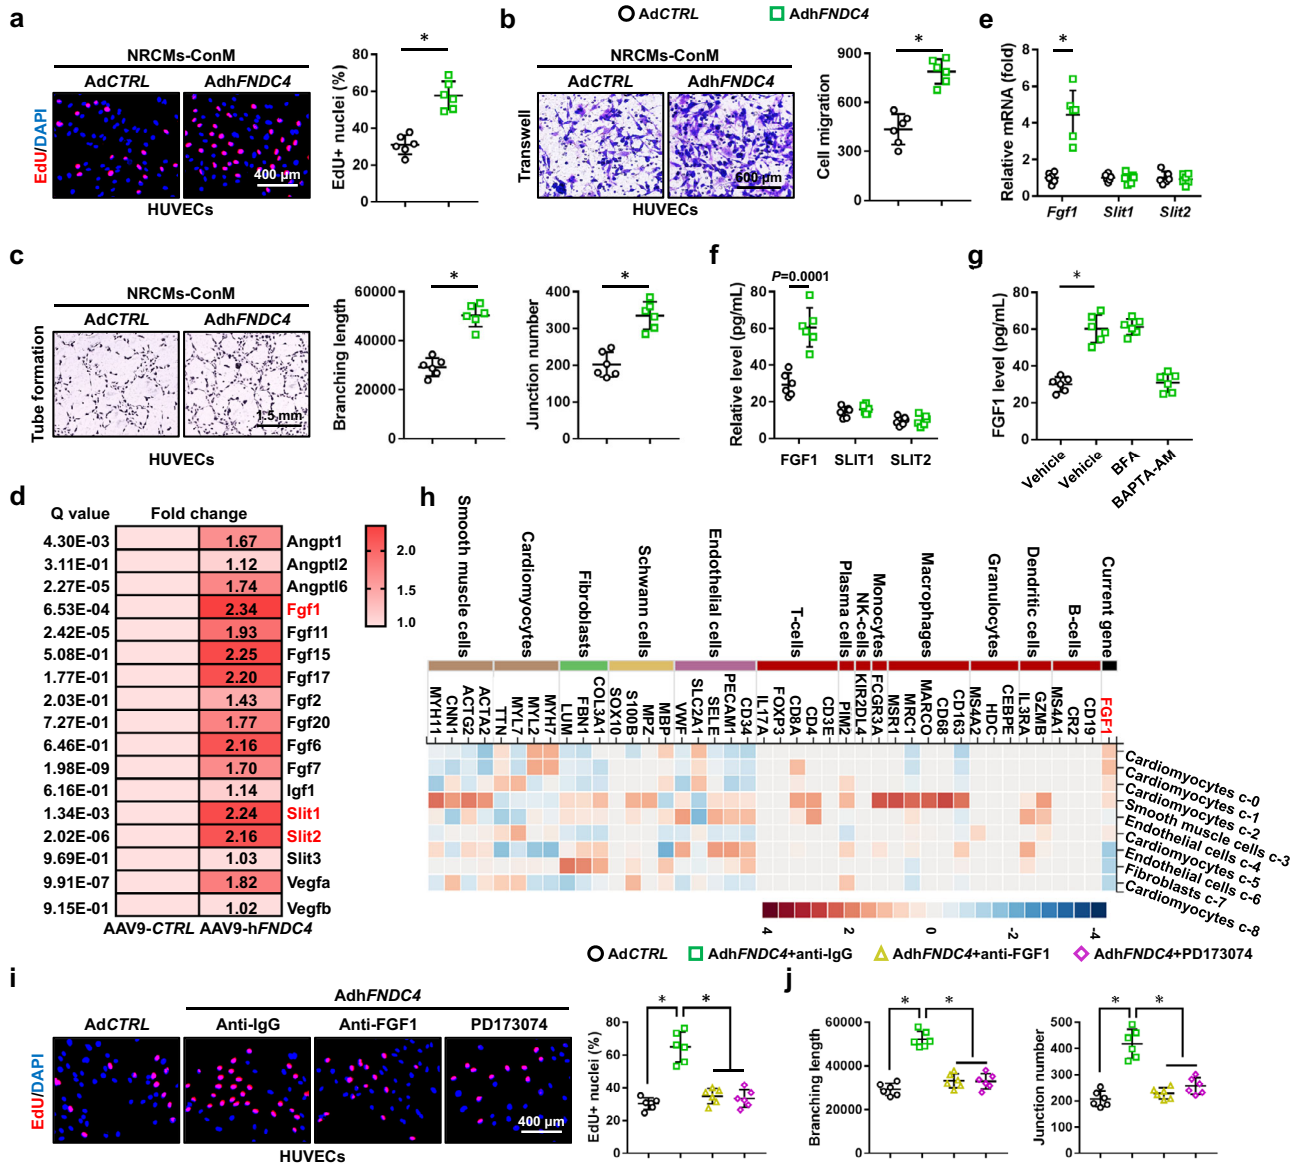 a
NRCMs-ConM
AdCTRL
AdhFNDC4
EdU/DAPI
400 μm
HUVECs
EdU+ nuclei (%)
80
60
40
20
0
*
b
AdCTRL
AdhFNDC4
NRCMs-ConM
AdCTRL
AdhFNDC4
Transwell
600 μm
HUVECs
Cell migration
900
600
300
0
*
e
Relative mRNA (fold)
8
6
4
2
0
*
Fgf1
Slit1
Slit2
c
NRCMs-ConM
AdCTRL
AdhFNDC4
Tube formation
1.5 mm
HUVECs
Branching length
60000
40000
20000
0
*
Junction number
400
300
200
100
0
*
f
P=0.0001
Relative level (pg/mL)
80
60
40
20
0
FGF1
SLIT1
SLIT2
g
FGF1 level (pg/mL)
80
60
40
20
0
*
Vehicle
Vehicle
BFA
BAPTA-AM
d
Q value
Fold change
4.30E-03 1.67 Angpt1
3.11E-01 1.12 Angptl2
2.27E-05 1.74 Angptl6
6.53E-04 2.34 Fgf1
2.42E-05 1.93 Fgf11
5.08E-01 2.25 Fgf15
1.77E-01 2.20 Fgf17
2.03E-01 1.43 Fgf2
7.27E-01 1.77 Fgf20
6.46E-01 2.16 Fgf6
1.98E-09 1.70 Fgf7
6.16E-01 1.14 Igf1
1.34E-03 2.24 Slit1
2.02E-06 2.16 Slit2
9.69E-01 1.03 Slit3
9.91E-07 1.82 Vegfa
9.15E-01 1.02 Vegfb
AAV9-CTRL AAV9-hFNDC4
2.0
1.5
1.0
h
Smooth muscle cells
Cardiomyocytes
Fibroblasts
Schwann cells
Endothelial cells
T-cells
Plasma cells
NK-cells
Monocytes
Macrophages
Granulocytes
Dendritic cells
B-cells
Current gene
MYH11
CNN1
ACTG2
ACTA2
TTN
MYL7
MYL2
MYH7
LUM
FBN1
COL3A1
SOX10
S100B
MPZ
MBP
VWF
SLC2A1
SELE
PECAM1
CD34
IL17A
FOXP3
CD8A
CD4
CD3E
PIM2
KIR2DL4
FCGR3A
MSR1
MRC1
MARCO
CD68
CD163
MS4A2
HDC
CEBPE
IL3RA
GZMB
MS4A1
CR2
CD19
FGF1
Cardiomyocytes c-0
Cardiomyocytes c-1
Cardiomyocytes c-2
Smooth muscle cells c-3
Endothelial cells c-4
Cardiomyocytes c-5
Endothelial cells c-6
Fibroblasts c-7
Cardiomyocytes c-8
4
2
0
-2
-4
AdCTRL
AdhFNDC4+anti-IgG
AdhFNDC4+anti-FGF1
AdhFNDC4+PD173074
i
AdhFNDC4
AdCTRL
Anti-IgG
Anti-FGF1
PD173074
EdU/DAPI
400 μm
HUVECs
EdU+ nuclei (%)
80
60
40
20
0
*
*
j
Branching length
60000
40000
20000
0
*
*
Junction number
500
400
300
200
100
0
*
*